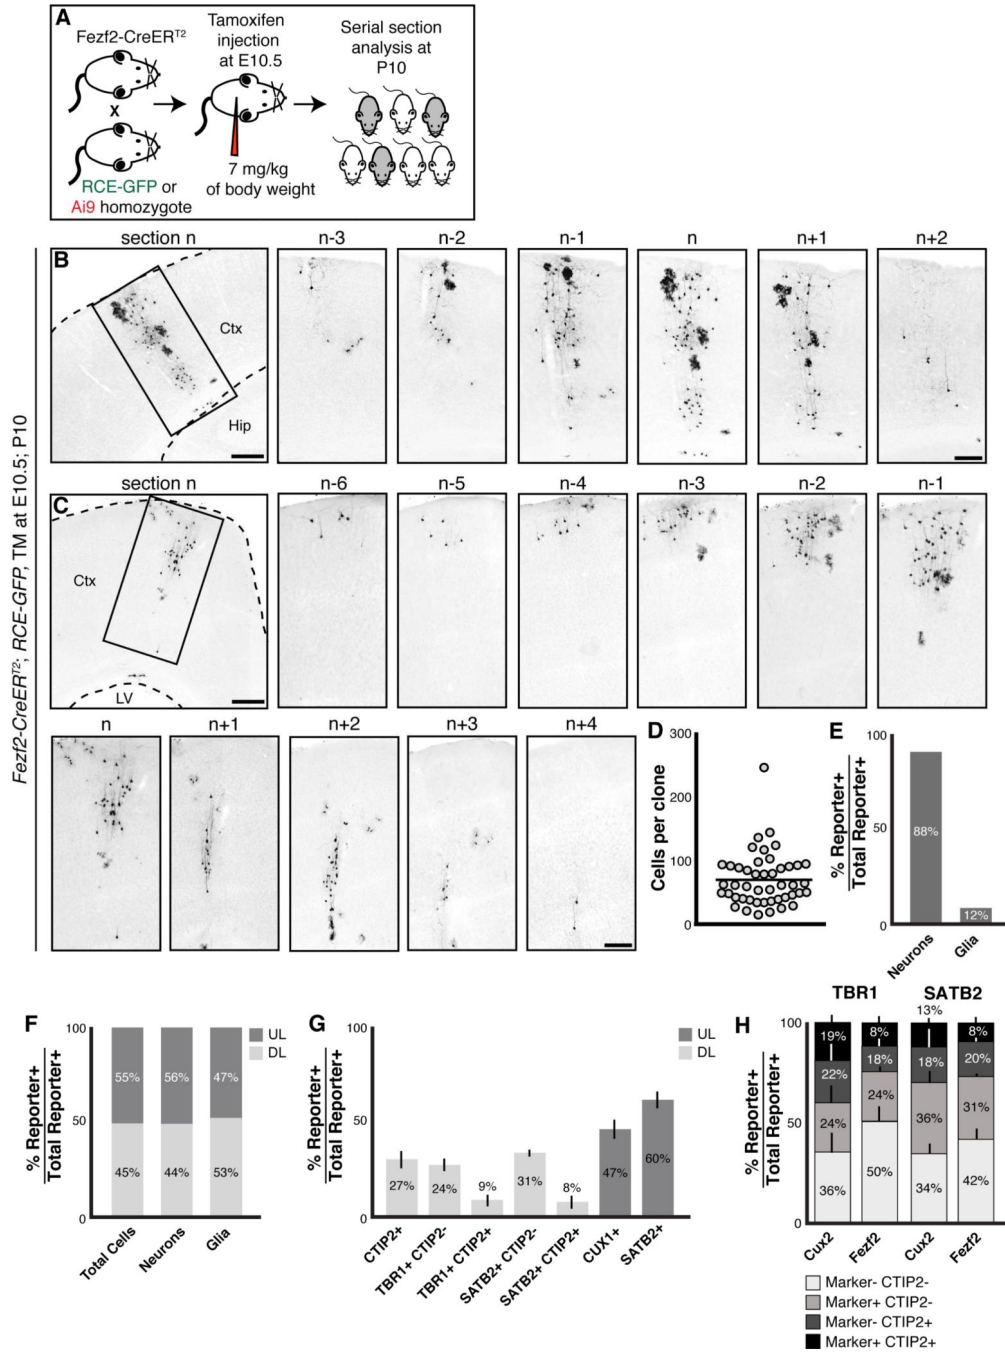 A
Fezf2-CreERT2
X
RCE-GFP or
Ai9 homozygote
Tamoxifen
injection
at E10.5
7 mg/kg
of body weight
Serial section
analysis at
P10
Fezf2-CreERT2; RCE-GFP, TM at E10.5; P10
section n
n-3
n-2
n-1
n
n+1
n+2
B
Ctx
Hip
section n
n-6
n-5
n-4
n-3
n-2
n-1
C
Ctx
LV
n
n+1
n+2
n+3
n+4
D
Cells per clone
300
200
100
0
E
% Reporter+
Total Reporter+
100
50
0
88%
12%
Neurons
Glia
F
% Reporter+
Total Reporter+
100
50
0
55%
56%
47%
45%
44%
53%
Total Cells
Neurons
Glia
UL
DL
G
% Reporter+
Total Reporter+
100
50
0
27%
24%
9%
31%
8%
47%
60%
CTIP2+
TBR1+ CTIP2-
TBR1+ CTIP2+
SATB2+ CTIP2-
SATB2+ CTIP2+
CUX1+
SATB2+
UL
DL
H
TBR1
SATB2
% Reporter+
Total Reporter+
100
50
0
13%
19%
8%
8%
22%
18%
18%
20%
24%
24%
36%
31%
36%
50%
34%
42%
Cux2
Fezf2
Cux2
Fezf2
Marker- CTIP2-
Marker+ CTIP2-
Marker- CTIP2+
Marker+ CTIP2+